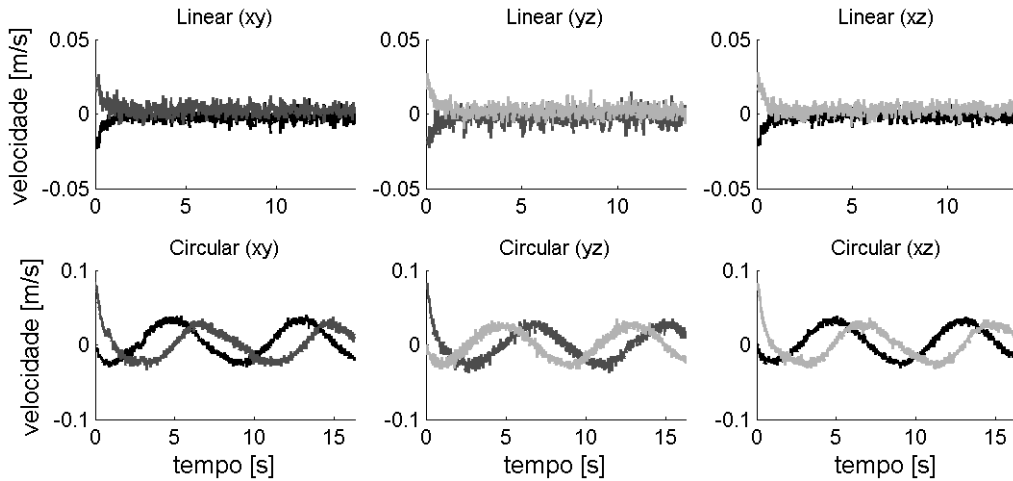 Linear (xy)
Linear (yz)
Linear (xz)
velocidade [m/s]
0.05
0
-0.05
0 5 10
0.05
0
-0.05
0 5 10
0.05
0
-0.05
0 5 10
Circular (xy)
Circular (yz)
Circular (xz)
velocidade [m/s]
0.1
0
-0.1
0 5 10 15
tempo [s]
0.1
0
-0.1
0 5 10 15
tempo [s]
0.1
0
-0.1
0 5 10 15
tempo [s]